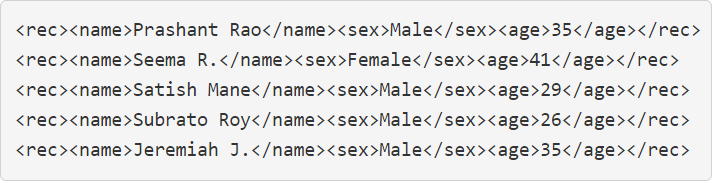 <rec><name>Prashant Rao</name><sex>Male</sex><age>35</age></rec>
<rec><name>Seema R.</name><sex>Female</sex><age>41</age></rec>
<rec><name>Satish Mane</name><sex>Male</sex><age>29</age></rec>
<rec><name>Subrato Roy</name><sex>Male</sex><age>26</age></rec>
<rec><name>Jeremiah J.</name><sex>Male</sex><age>35</age></rec>